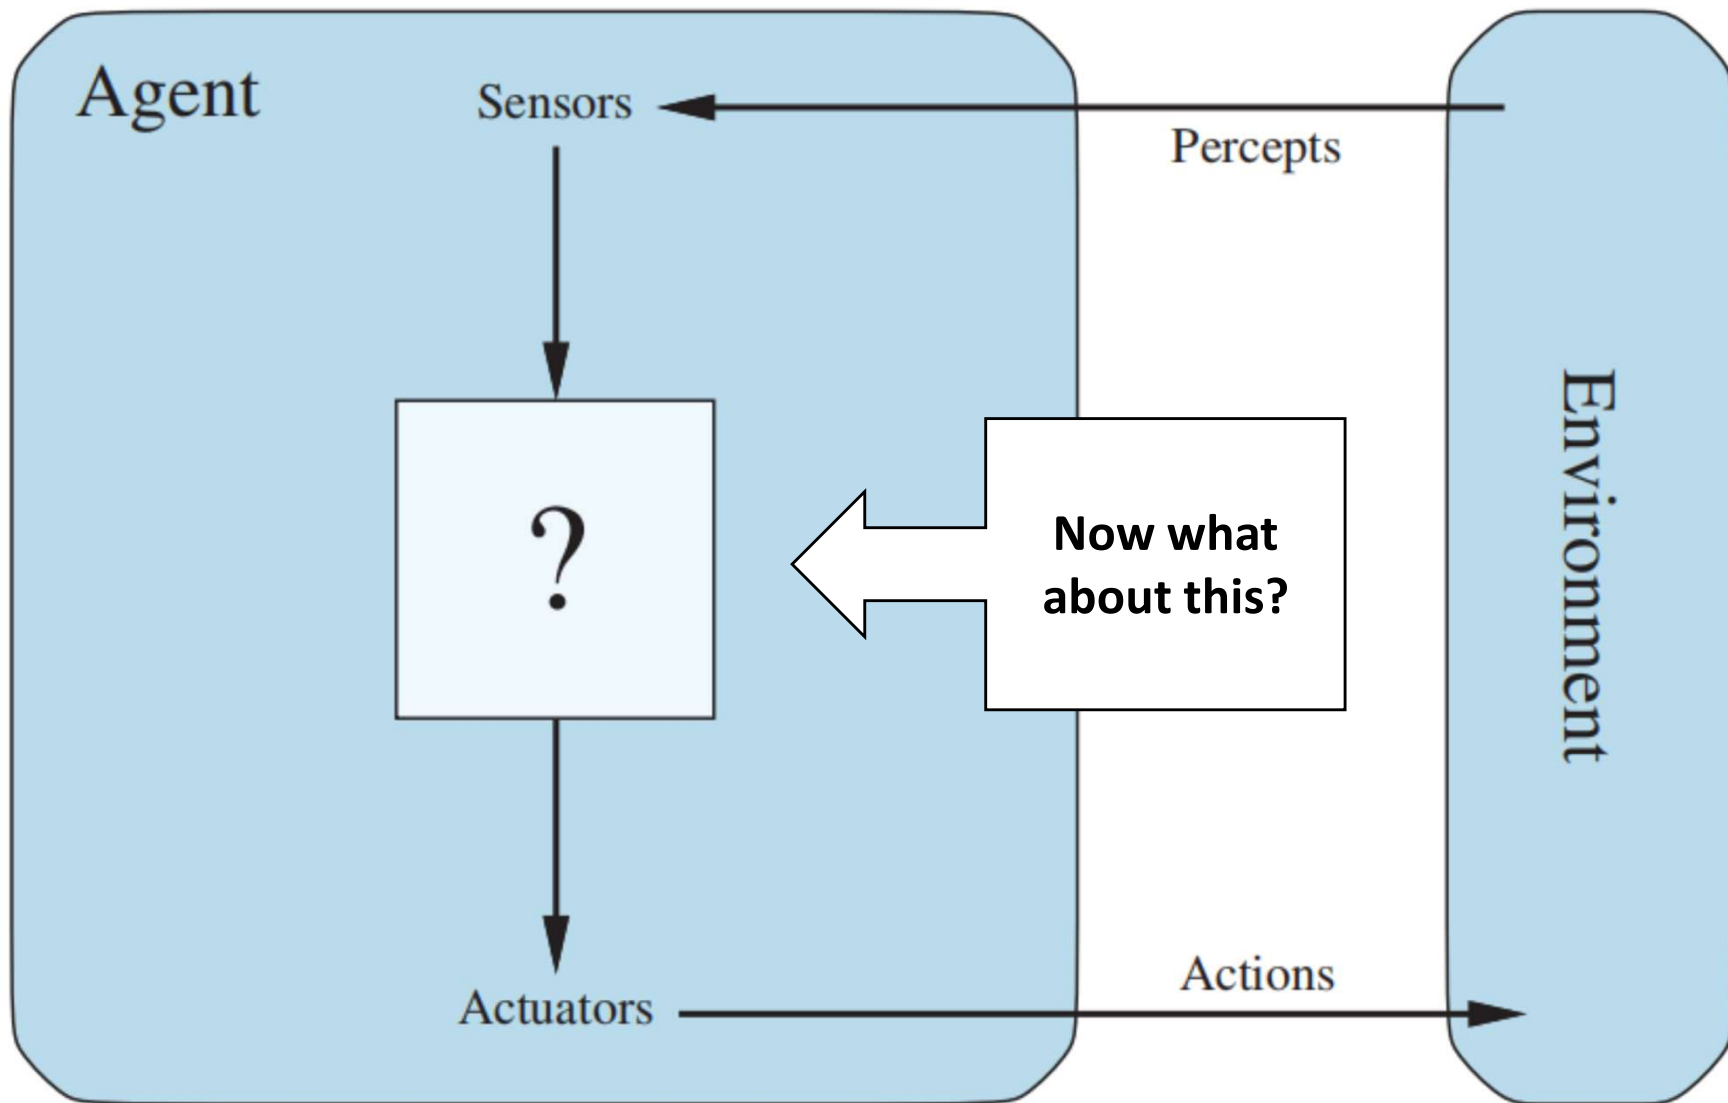 Agent
Sensors
Percepts
?
Now what
about this?
Environment
Actions
Actuators